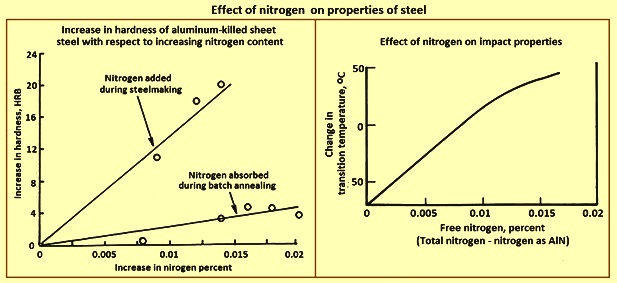 Effect of nitrogen on properties of steel
Increase in hardness of aluminum-killed sheet
steel with respect to increasing nitrogen content
24
20
16
12
8
4
0
Increase in hardness, HRB
Nitrogen added
during steelmaking
Nitrogen absorbed
during batch annealing
0
0.005
0.01
0.015
0.02
Increase in nirogen percent
Effect of nitrogen on impact properties
50
0
50
Change in
transition temperature, ºC
0
0.005
0.01
0.015
0.02
Free nitrogen, percent
(Total nitrogen - nitrogen as AlN)